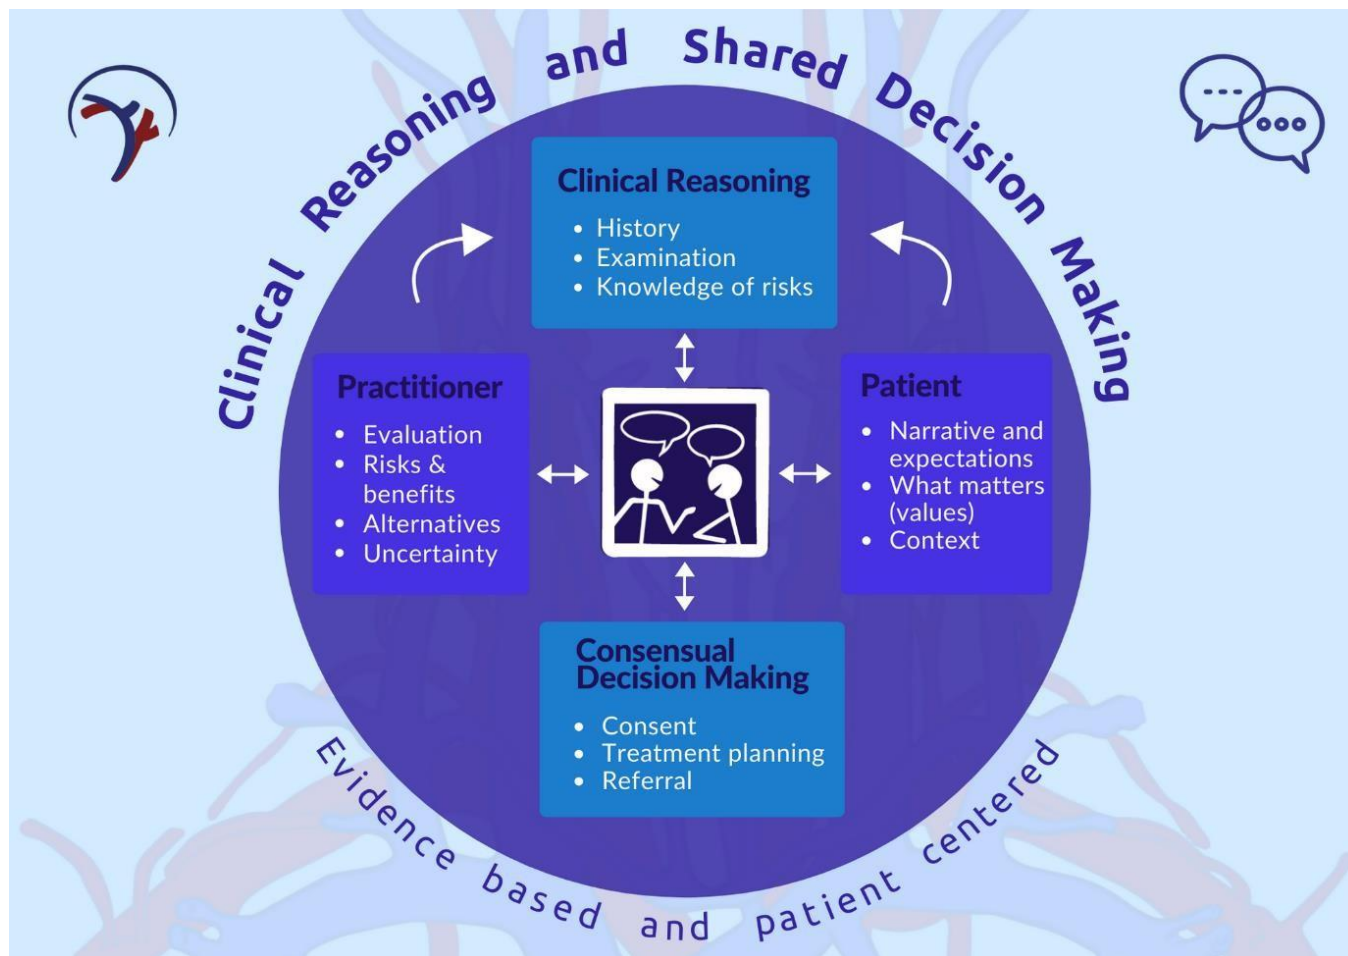 Clinical Reasoning and Shared Decision Making
Clinical Reasoning
• History
• Examination
• Knowledge of risks
Practitioner
• Evaluation
• Risks &
benefits
• Alternatives
• Uncertainty
Patient
• Narrative and
expectations
• What matters
(values)
• Context
Consensual
Decision Making
• Consent
• Treatment planning
• Referral
Evidence based and patient centered